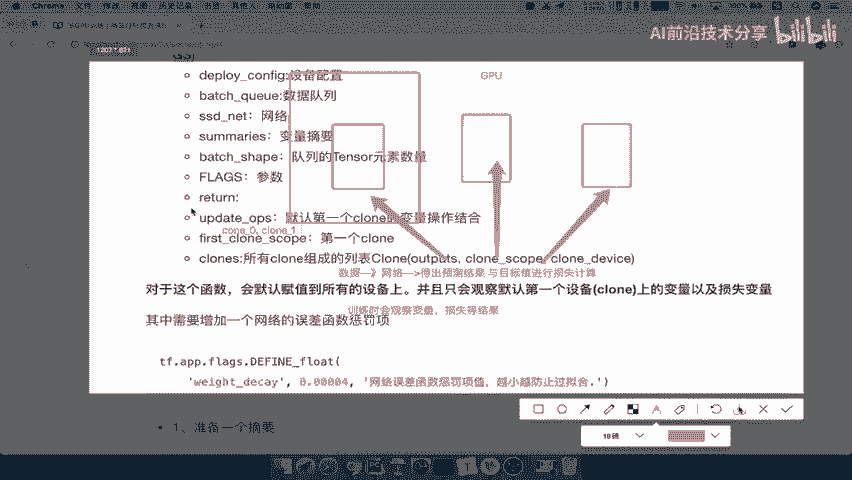 Chrome 文件
AI前沿技术分享 bilibili
deploy_config:设备配置
GPU
batch_queue:数据队列
ssd_net：网络
summaries：变量摘要
batch_shape：队列的Tensor元素数量
FLAGS：参数
return:
update_ops：默认第一个clone的变量操作结合
cone_0, clone_1
first_clone_scope：第一个clone
clones:所有clone组成的列表Clone(outputs, clone_scope, clone_device)
数据—》网络—>得出预测结果 与目标值进行损失计算
对于这个函数，会默认赋值到所有的设备上。并且只会观察默认第一个设备(clone)上的变量以及损失变量
训练时会观察变量，损失等结果
其中需要增加一个网络的误差函数惩罚项
tf.app.flags.DEFINE_float(
'weight_decay', 0.00004, '网络误差函数惩罚项值，越小越防止过拟合.')
1、准备一个摘要